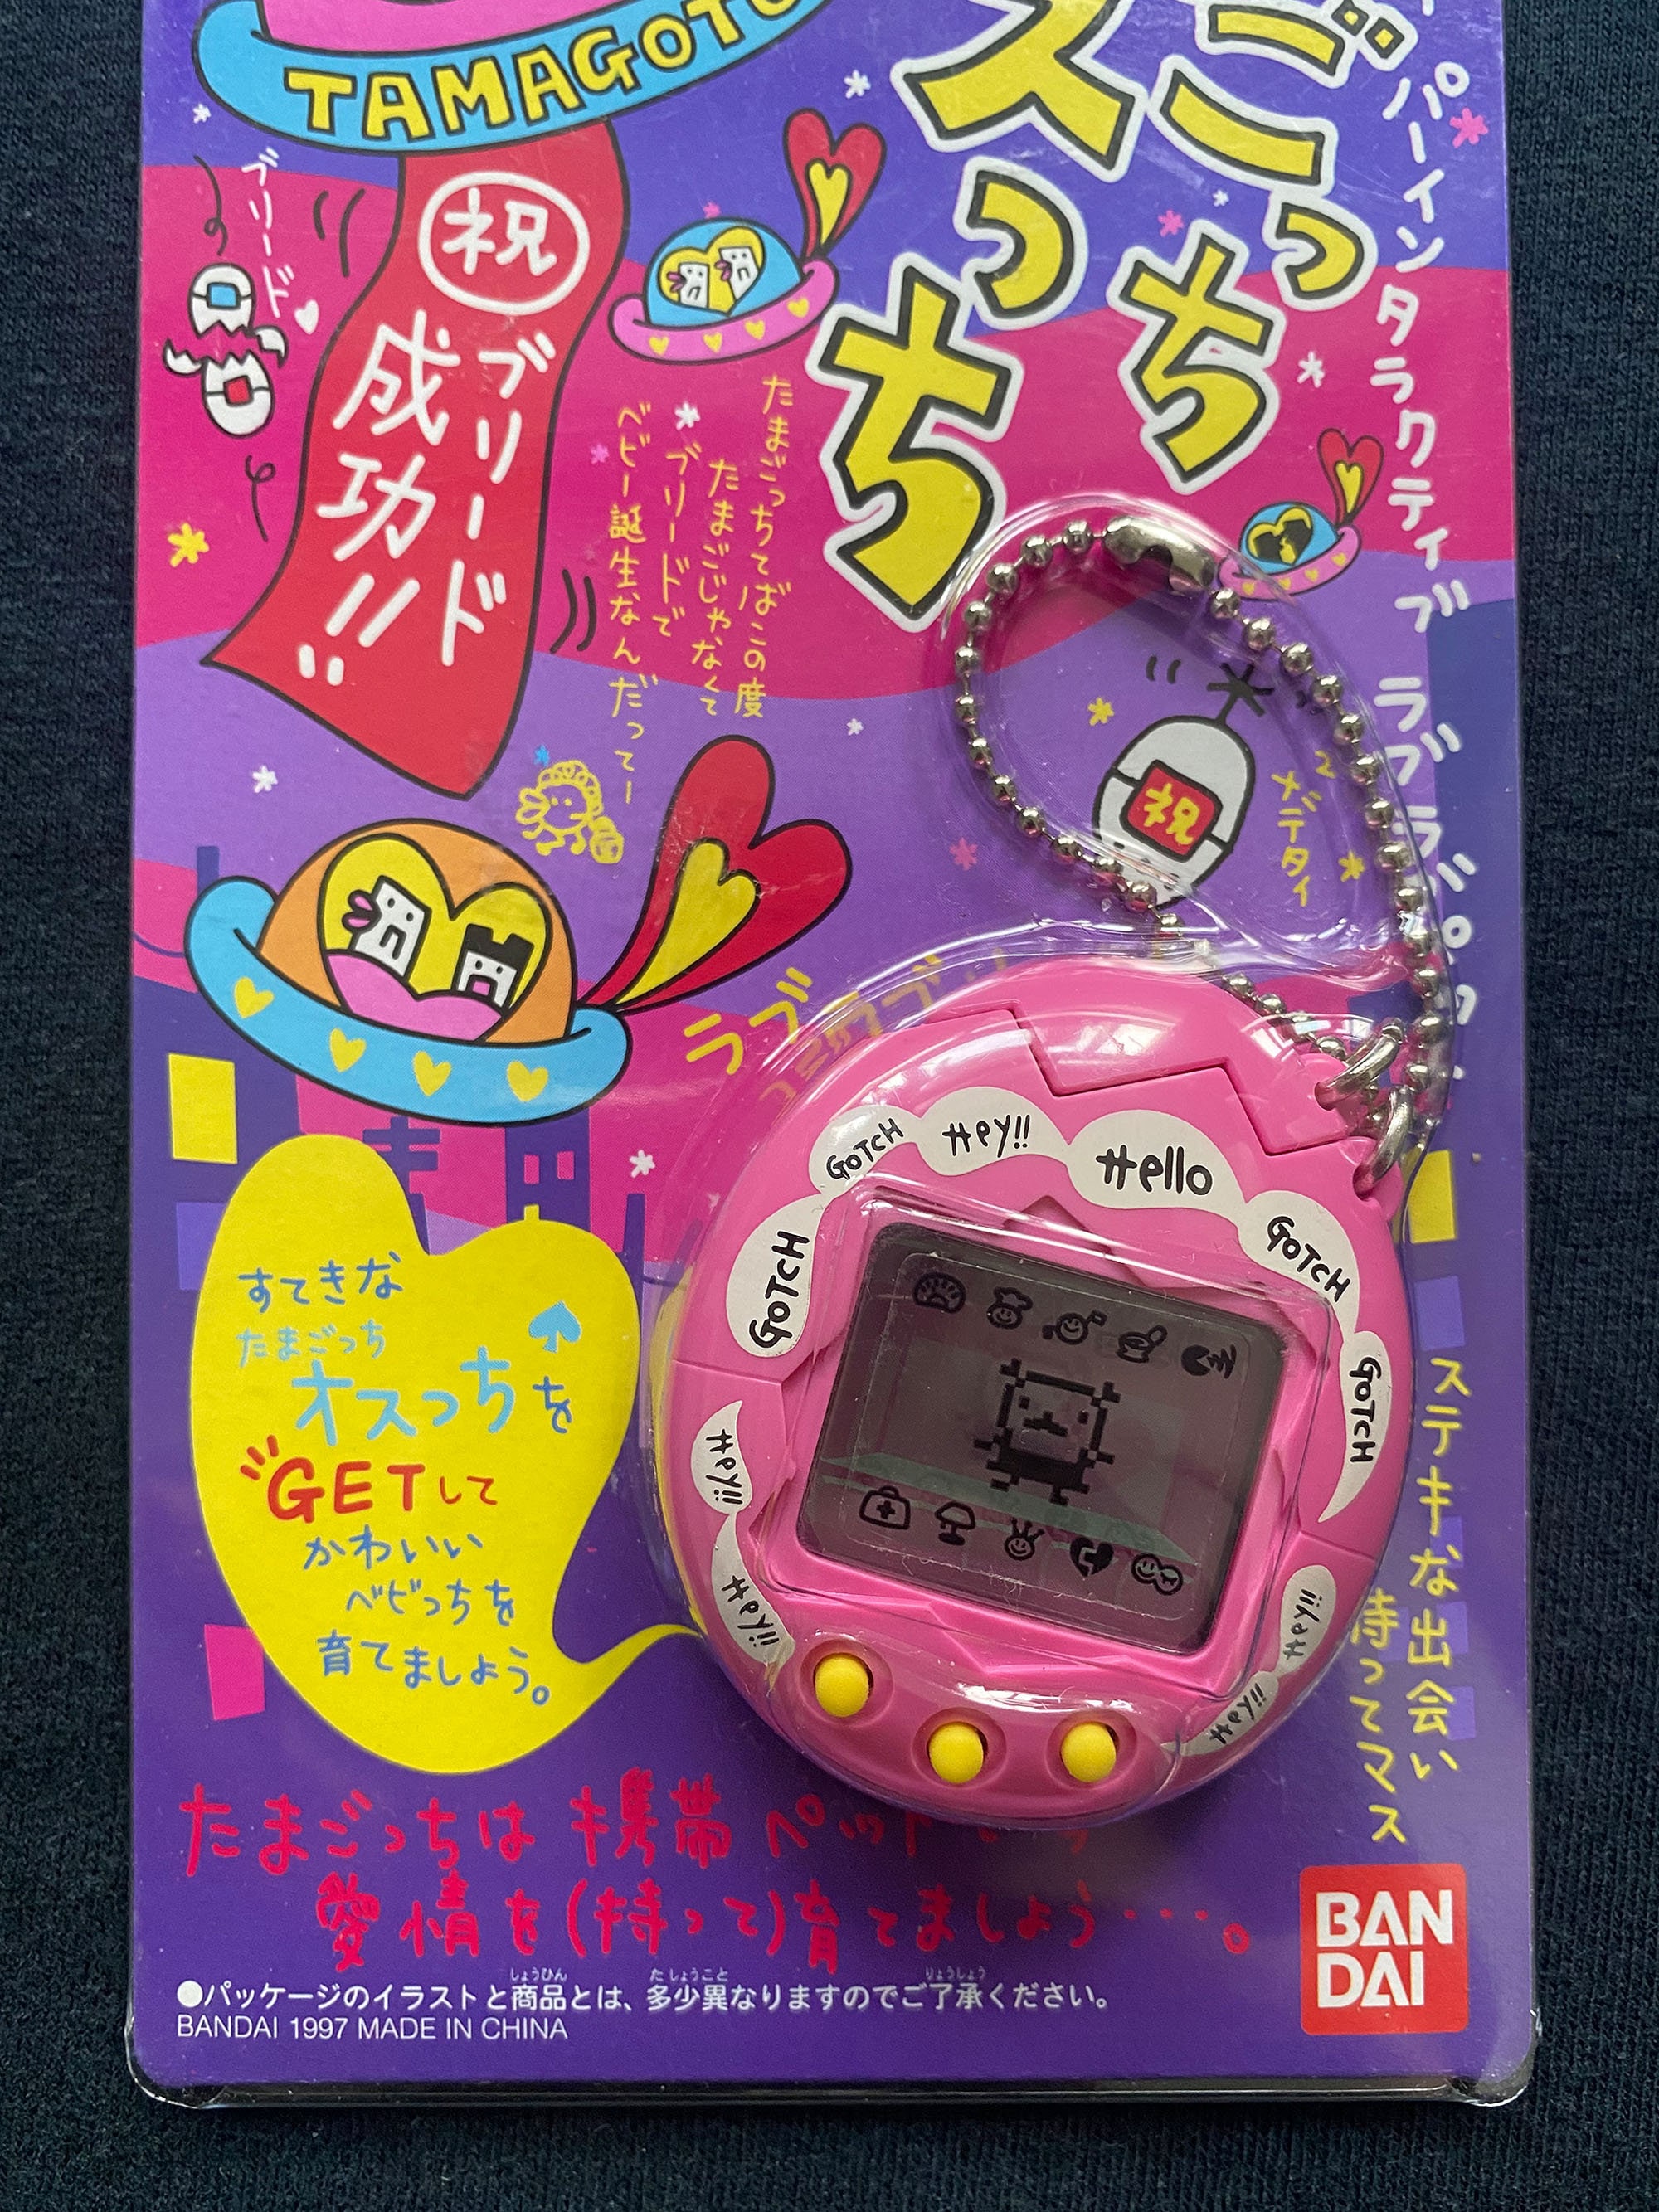 TAMAGOTC
ごっち
スっち
パーインタラクティブ ラブラブ
ブリード
祝
ブリード
成功!!
たまごっちてばこの度
たまごじゃなくて
ブリードで
ベビー誕生なんだってー
祝
メデタイ
ラブ
すてきな
たまごっち
オスっちを
GETして
かわいい
ベビっちを
育てましょう。
GOTCH
Hey!!
Hello
GOTCH
GOTCH
GOTCH
Hey!!
Hey!!
Hey!!
Hey!!
ステキな出会い
待ってマス
たまごっちは携帯ペット
愛情を(持って)育てましょう・・・。
BAN
DAI
●パッケージのイラストと商品とは、多少異なりますのでご了承ください。
BANDAI 1997 MADE IN CHINA